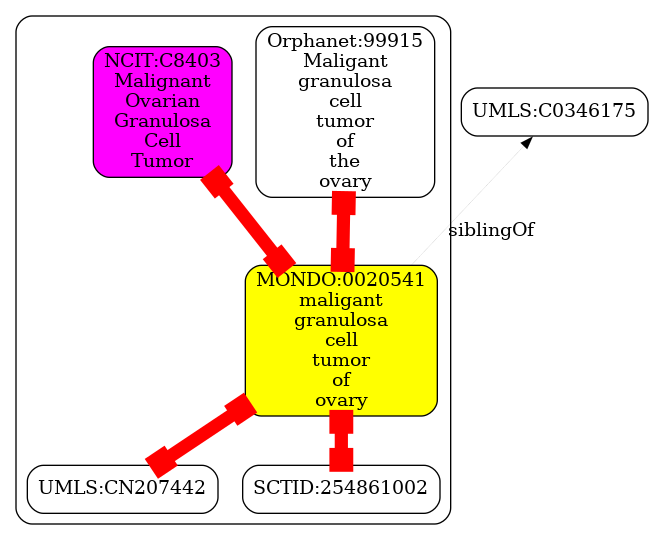 NCIT:C8403
Malignant
Ovarian
Granulosa
Cell
Tumor
Orphanet:99915
Maligant
granulosa
cell
tumor
of
the
ovary
UMLS:C0346175
siblingOf
MONDO:0020541
maligant
granulosa
cell
tumor
of
ovary
UMLS:CN207442
SCTID:254861002